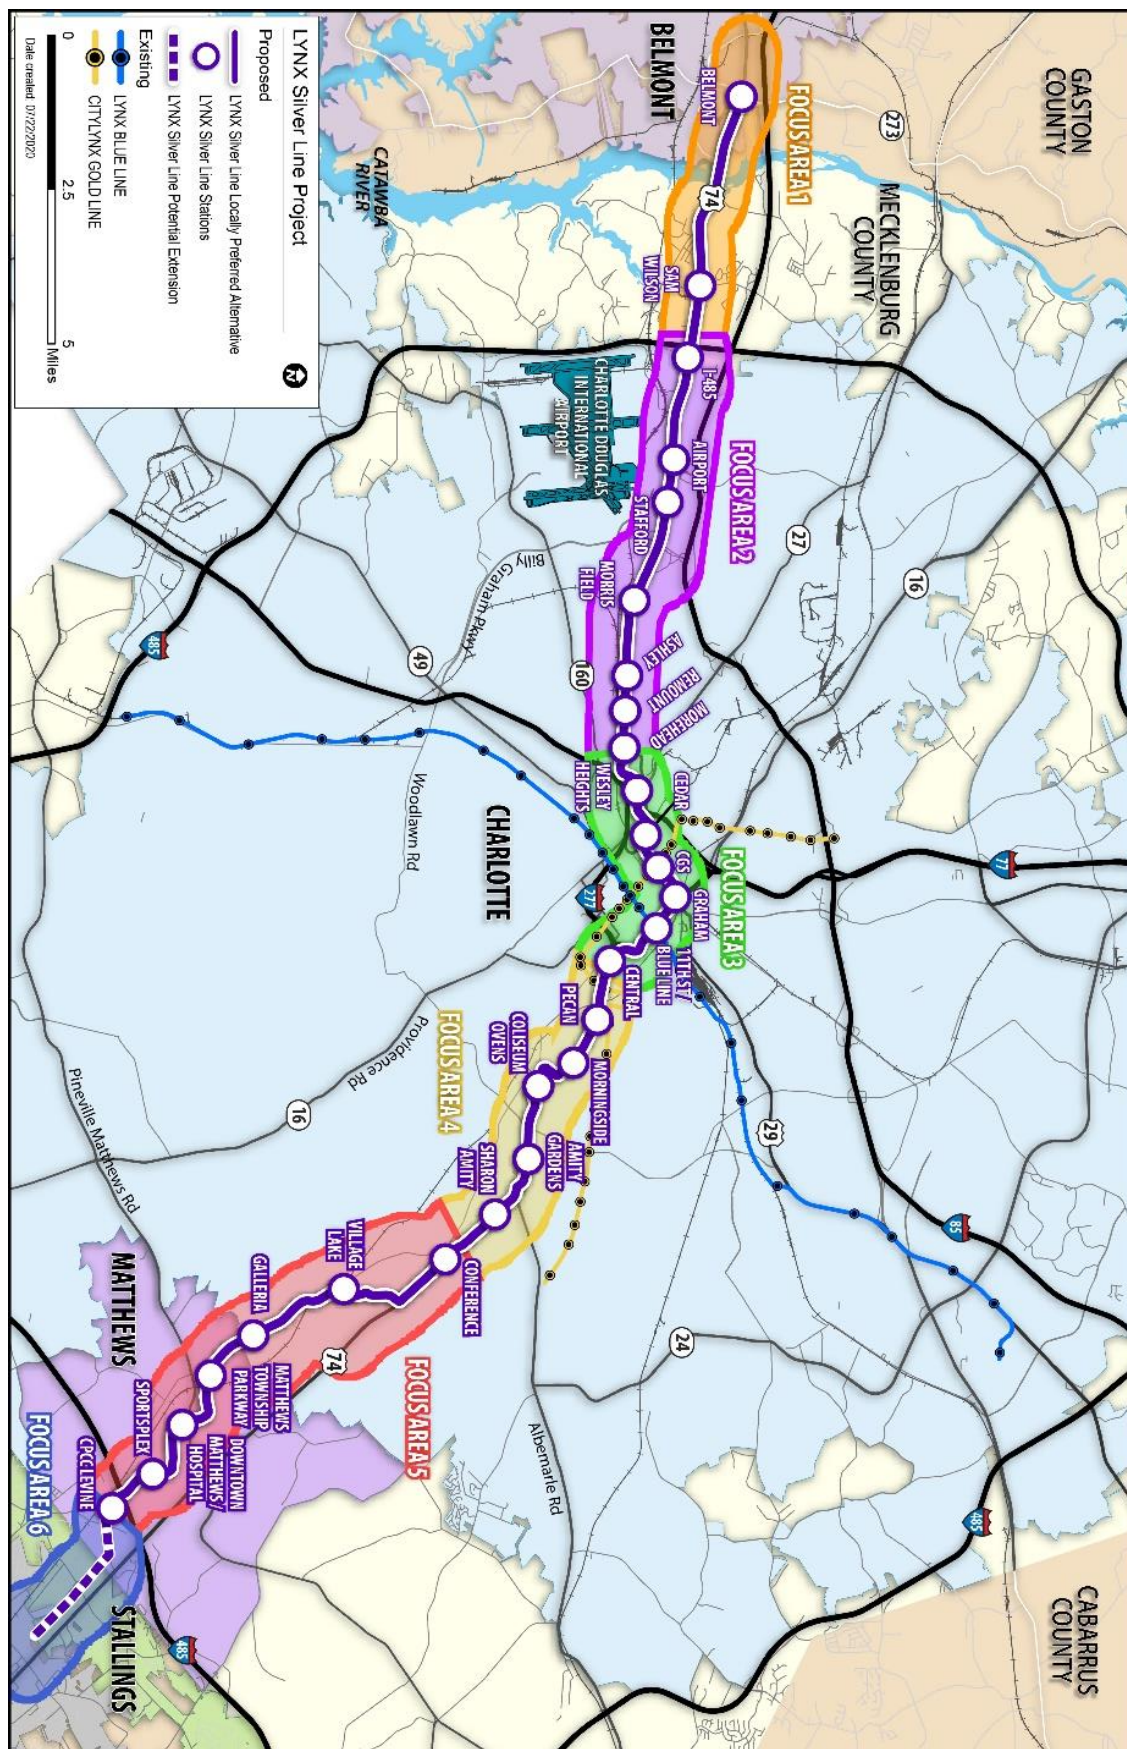 GASTON
COUNTY
MECKLENBURG
COUNTY
CABARRUS
COUNTY
BELMONT
CATAWBA
RIVER
CHARLOTTE
MATTHEWS
STALLINGS
FOCUS AREA 1
FOCUS AREA 2
FOCUS AREA 3
FOCUS AREA 4
FOCUS AREA 5
FOCUS AREA 6
BELMONT
SAM
WILSON
I-485
AIRPORT
STAFFORD
MORRIS
FIELD
ASHLEY
REMOUNT
MOREHEAD
WESLEY
HEIGHTS
CEDAR
CGS
GRAHAM
11TH ST/
BLUE LINE
CENTRAL
PECAN
MORNINGSIDE
COLISEUM
OVENS
AMITY
GARDENS
SHARON
AMITY
CONFERENCE
VILLAGE
LAKE
GALLERIA
MATTHEWS
TOWNSHIP
PARKWAY
DOWNTOWN
MATTHEWS/
HOSPITAL
SPORTSPLEX
CPCC LEVINE
CHARLOTTE DOUGLAS
INTERNATIONAL
AIRPORT
Billy Graham Pkwy
Woodlawn Rd
Providence Rd
Pineville Matthews Rd
Albemarle Rd
273
74
27
16
160
49
485
77
277
29
85
16
24
74
485
485
LYNX Silver Line Project
Proposed
LYNX Silver Line Locally Preferred Alternative
LYNX Silver Line Stations
LYNX Silver Line Potential Extension
Existing
LYNX BLUE LINE
CITYLYNX GOLD LINE
0
2.5
5
Miles
Date created: 07/22/2020